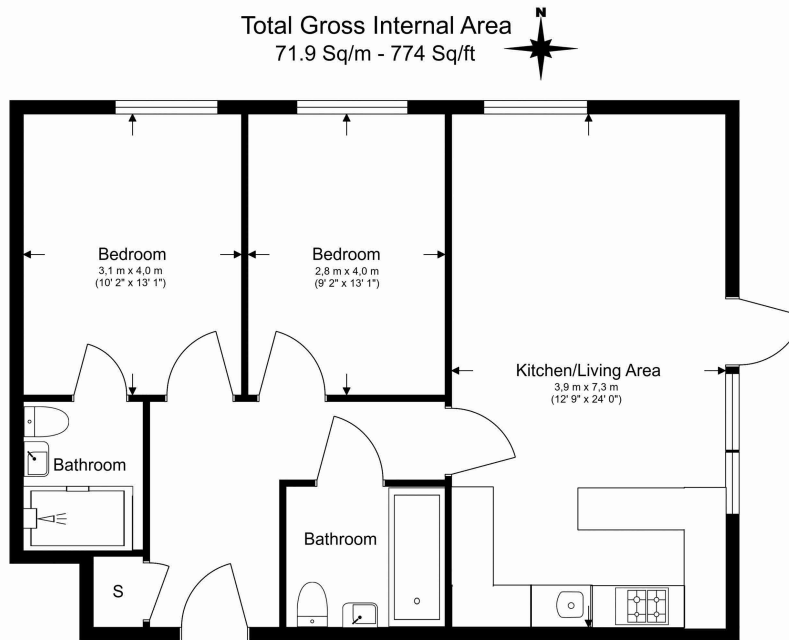 Total Gross Internal Area
71.9 Sq/m - 774 Sq/ft
N
Bedroom
3,1 m x 4,0 m
(10' 2" x 13' 1")
Bedroom
2,8 m x 4,0 m
(9' 2" x 13' 1")
Kitchen/Living Area
3,9 m x 7,3 m
(12' 9" x 24' 0")
Bathroom
Bathroom
S